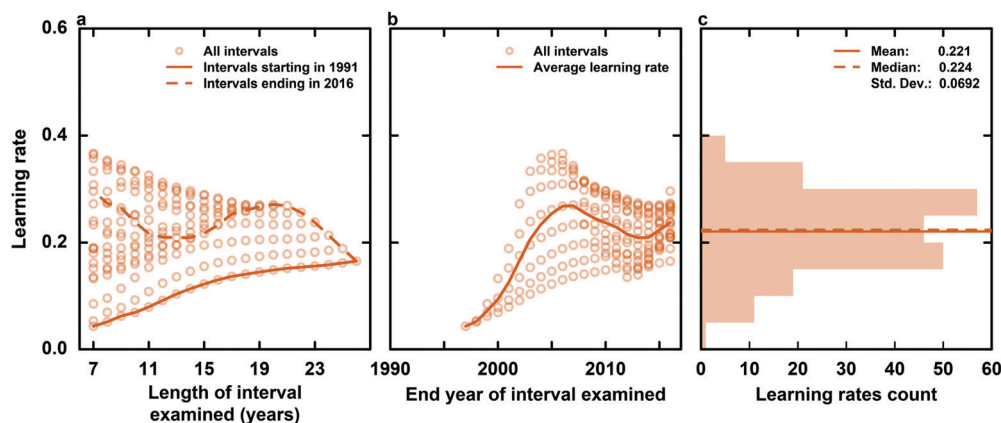 a
b
c
0.6
0.4
0.2
0.0
Learning rate
All intervals
Intervals starting in 1991
Intervals ending in 2016
7 11 15 19 23
Length of interval
examined (years)
All intervals
Average learning rate
1990 2000 2010
End year of interval examined
Mean: 0.221
Median: 0.224
Std. Dev.: 0.0692
0 10 20 30 40 50 60
Learning rates count